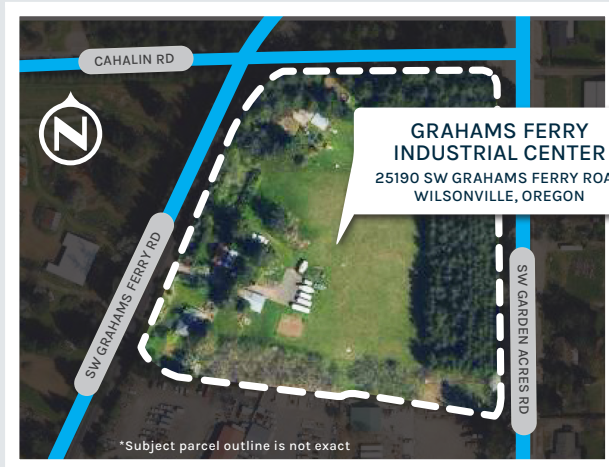 CAHALIN RD
N
GRAHAMS FERRY
INDUSTRIAL CENTER
25190 SW GRAHAMS FERRY ROA
WILSONVILLE, OREGON
SW GRAHAMS FERRY RD
SW GARDEN ACRES RD
*Subject parcel outline is not exact